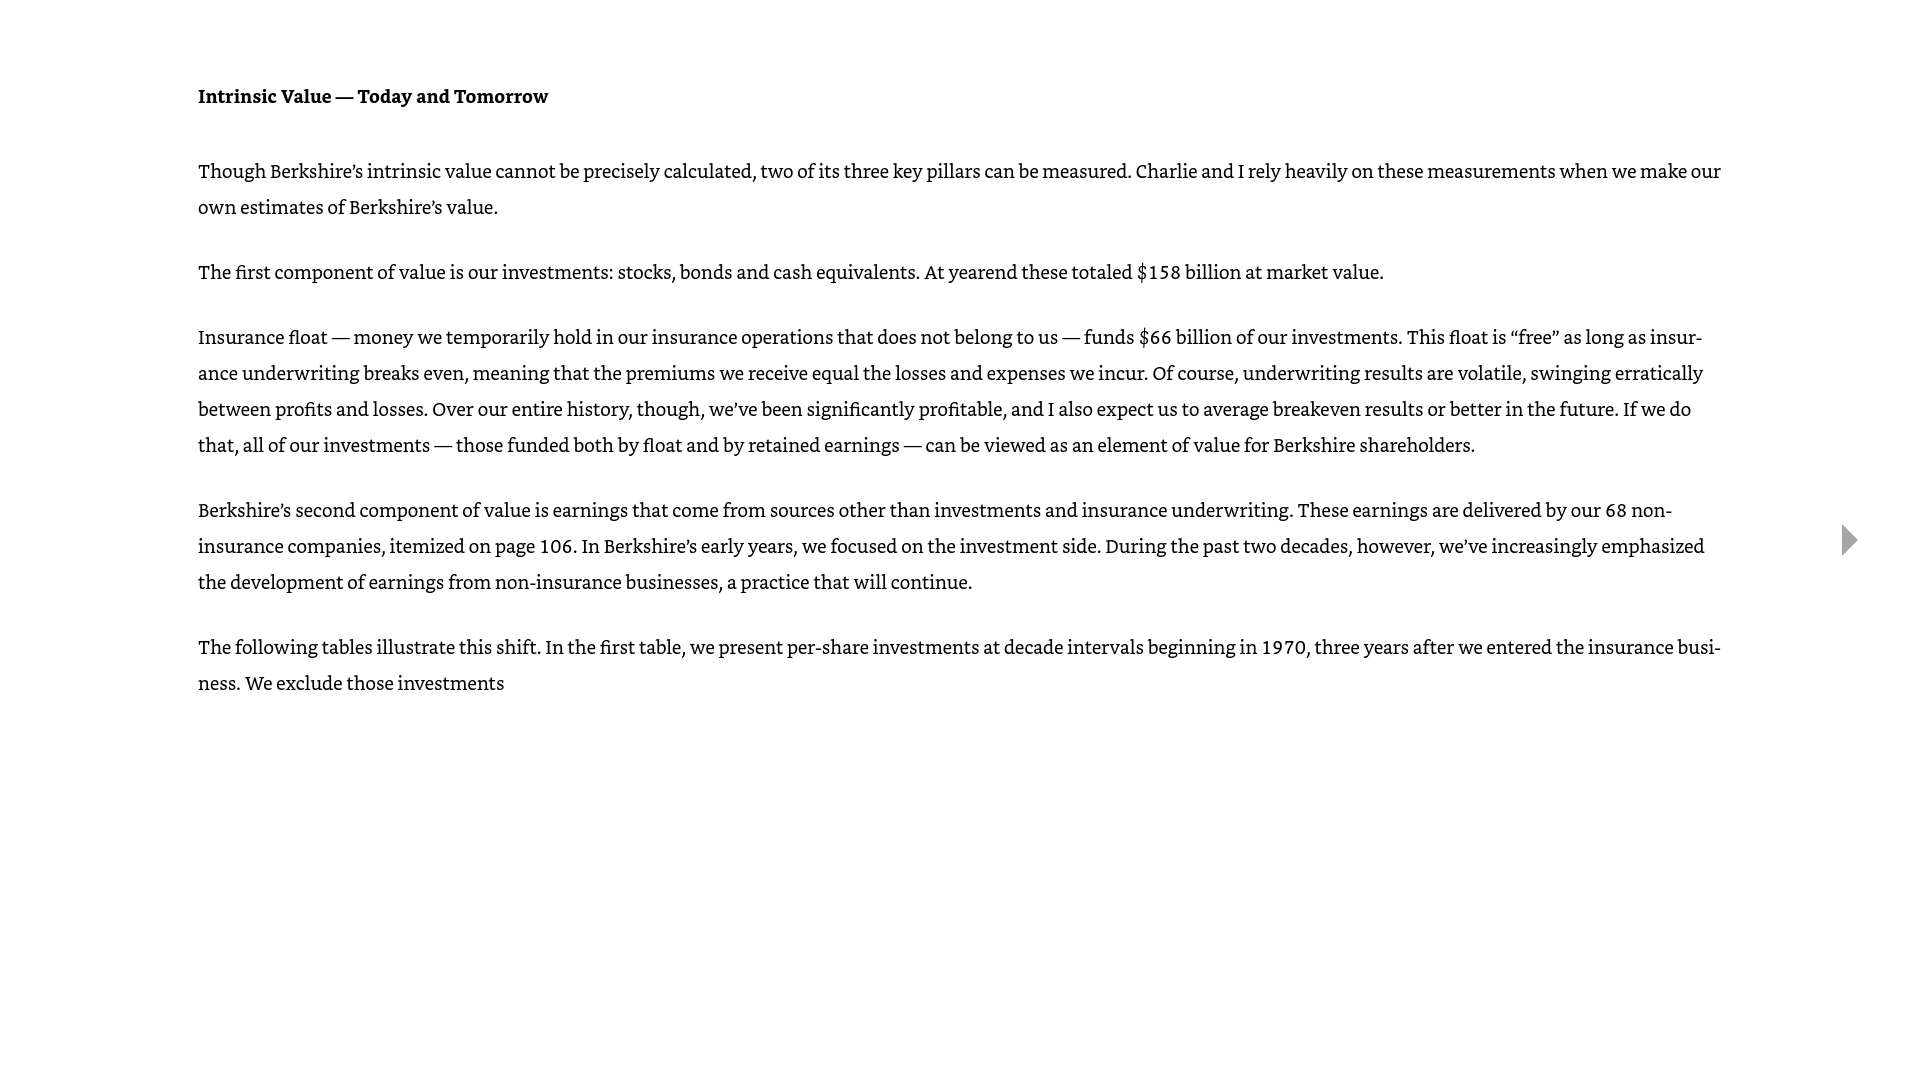 Intrinsic Value — Today and Tomorrow
Though Berkshire’s intrinsic value cannot be precisely calculated, two of its three key pillars can be measured. Charlie and I rely heavily on these measurements when we make our
own estimates of Berkshire’s value.
The first component of value is our investments: stocks, bonds and cash equivalents. At yearend these totaled $158 billion at market value.
Insurance float — money we temporarily hold in our insurance operations that does not belong to us — funds $66 billion of our investments. This float is “free” as long as insur-
ance underwriting breaks even, meaning that the premiums we receive equal the losses and expenses we incur. Of course, underwriting results are volatile, swinging erratically
between profits and losses. Over our entire history, though, we’ve been significantly profitable, and I also expect us to average breakeven results or better in the future. If we do
that, all of our investments — those funded both by float and by retained earnings — can be viewed as an element of value for Berkshire shareholders.
Berkshire’s second component of value is earnings that come from sources other than investments and insurance underwriting. These earnings are delivered by our 68 non-
insurance companies, itemized on page 106. In Berkshire’s early years, we focused on the investment side. During the past two decades, however, we’ve increasingly emphasized
the development of earnings from non-insurance businesses, a practice that will continue.
The following tables illustrate this shift. In the first table, we present per-share investments at decade intervals beginning in 1970, three years after we entered the insurance busi-
ness. We exclude those investments